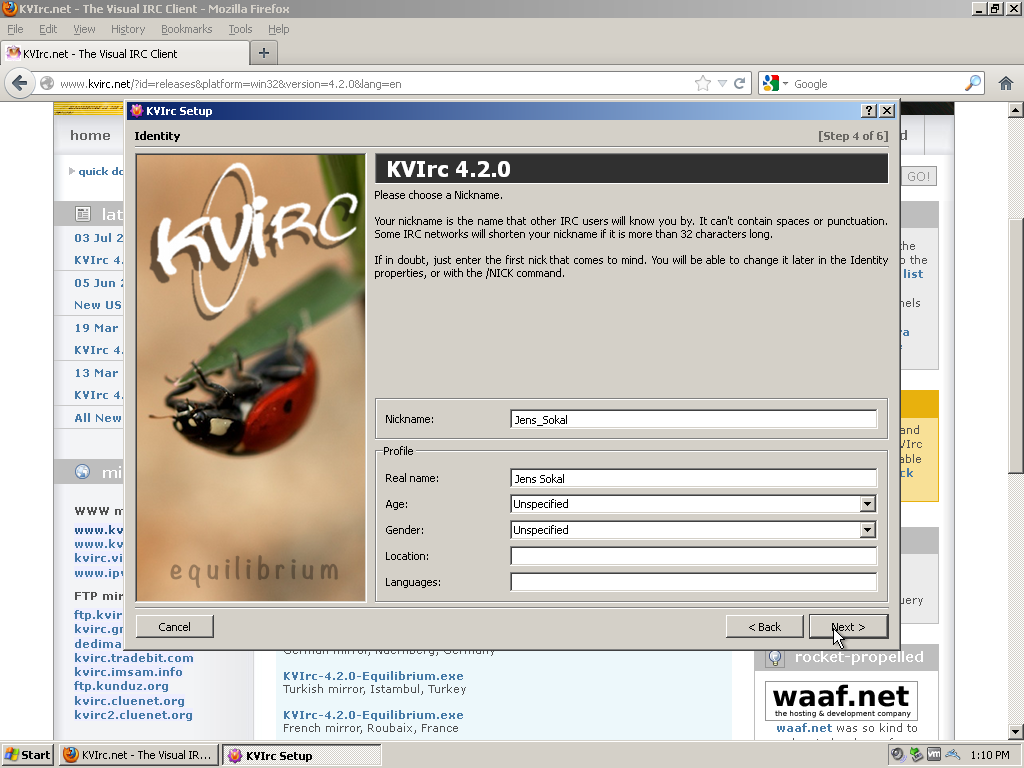 KVIrc.net - The Visual IRC Client - Mozilla Firefox
File Edit View History Bookmarks Tools Help
KVIrc.net - The Visual IRC Client
www.kvirc.net/?id=releases&platform=win32&version=4.2.0&lang=en
Google
KVIrc Setup
Identity
[Step 4 of 6]
KVIrc 4.2.0
Please choose a Nickname.
Your nickname is the name that other IRC users will know you by. It can't contain spaces or punctuation.
Some IRC networks will shorten your nickname if it is more than 32 characters long.
If in doubt, just enter the first nick that comes to mind. You will be able to change it later in the Identity
properties, or with the /NICK command.
KVIRC
equilibrium
Nickname: Jens_Sokal
Profile
Real name: Jens Sokal
Age: Unspecified
Gender: Unspecified
Location:
Languages:
Cancel
< Back
Next >
home
quick do
GO!
lat
03 Jul 2
KVIrc 4.
05 Jun 2
New US
19 Mar
KVIrc 4.
13 Mar
KVIrc 4.
All New
mi
WWW m
www.kv
www.kv
kvirc.vi
www.ipv
FTP mir
ftp.kvir
kvirc.gr
dedima
kvirc.tradebit.com
kvirc.imsam.info
ftp.kunduz.org
kvirc.cluenet.org
kvirc2.cluenet.org
German mirror, Nuernberg, Germany
KVIrc-4.2.0-Equilibrium.exe
Turkish mirror, Istambul, Turkey
KVIrc-4.2.0-Equilibrium.exe
French mirror, Roubaix, France
the
o the
list
nels
va
and
VIrc
able
ck
uery
rocket-propelled
waaf.net
the hosting & development company
waaf.net was so kind to
Start
KVIrc.net - The Visual IR...
KVIrc Setup
1:10 PM